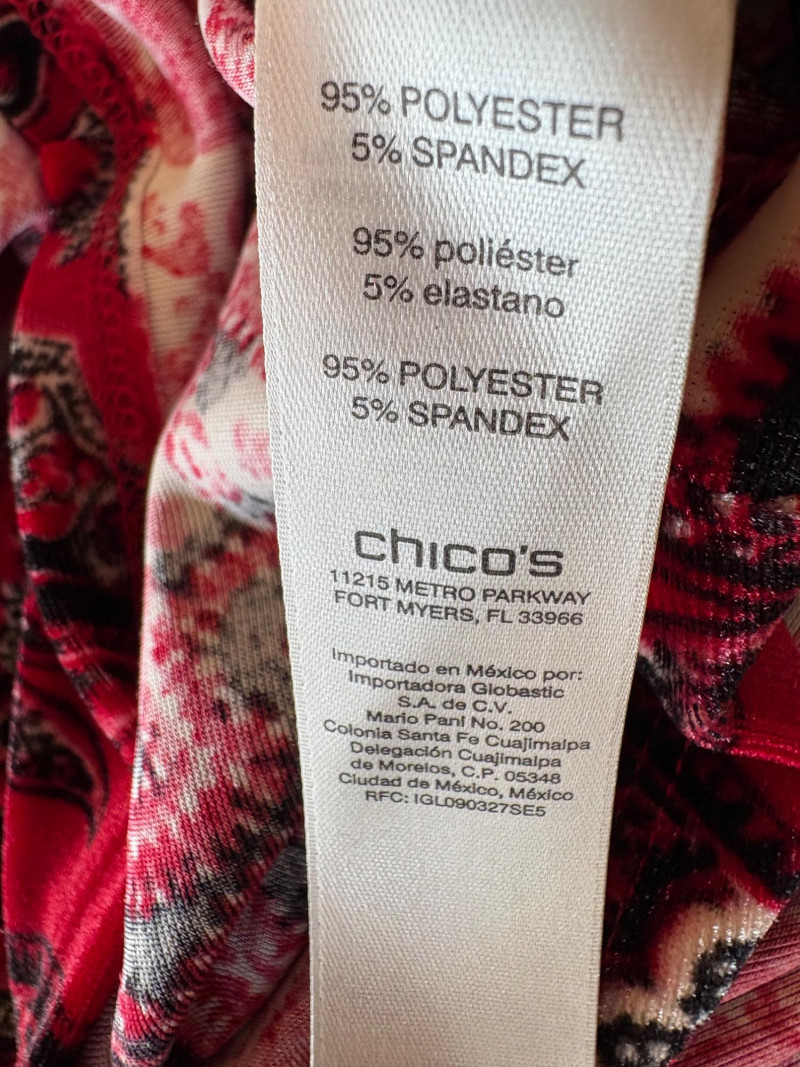 95% POLYESTER
5% SPANDEX
95% poliéster
5% elastano
95% POLYESTER
5% SPANDEX
chico's
11215 METRO PARKWAY
FORT MYERS, FL 33966
Importado en México por:
Importadora Globastic
S.A. de C.V.
Mario Pani No. 200
Colonia Santa Fe Cuajimalpa
Delegación Cuajimalpa
de Morelos, C.P. 05348
Ciudad de México, México
RFC: IGL090327SE5